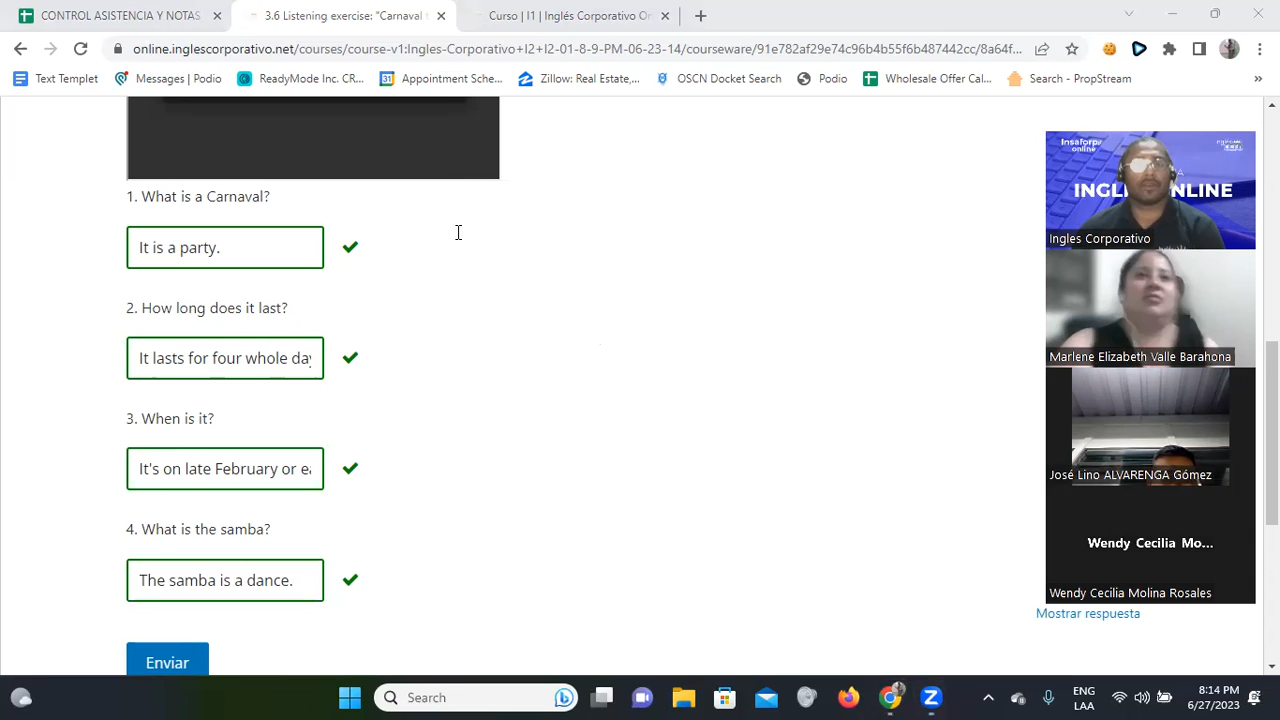 CONTROL ASISTENCIA Y NOTAS
3.6 Listening exercise: "Carnaval
Curso | I1 | Inglés Corporativo On
online.inglescorporativo.net/courses/course-v1:Ingles-Corporativo+I2+I2-01-8-9-PM-06-23-14/courseware/91e782af29e74c96b4b55f6b487442cc/8a64f...
Text Templet
Messages | Podio
ReadyMode Inc. CR...
Appointment Sche...
Zillow: Real Estate,...
OSCN Docket Search
Podio
Wholesale Offer Cal...
Search - PropStream
»
1. What is a Carnaval?
It is a party.
2. How long does it last?
It lasts for four whole day
3. When is it?
It's on late February or ea
4. What is the samba?
The samba is a dance.
Enviar
Mostrar respuesta
Insaforp
online
INGL
NLINE
Ingles Corporativo
Marlene Elizabeth Valle Barahona
José Lino ALVARENGA Gómez
Wendy Cecilia Mo...
Wendy Cecilia Molina Rosales
Search
ENG
LAA
8:14 PM
6/27/2023